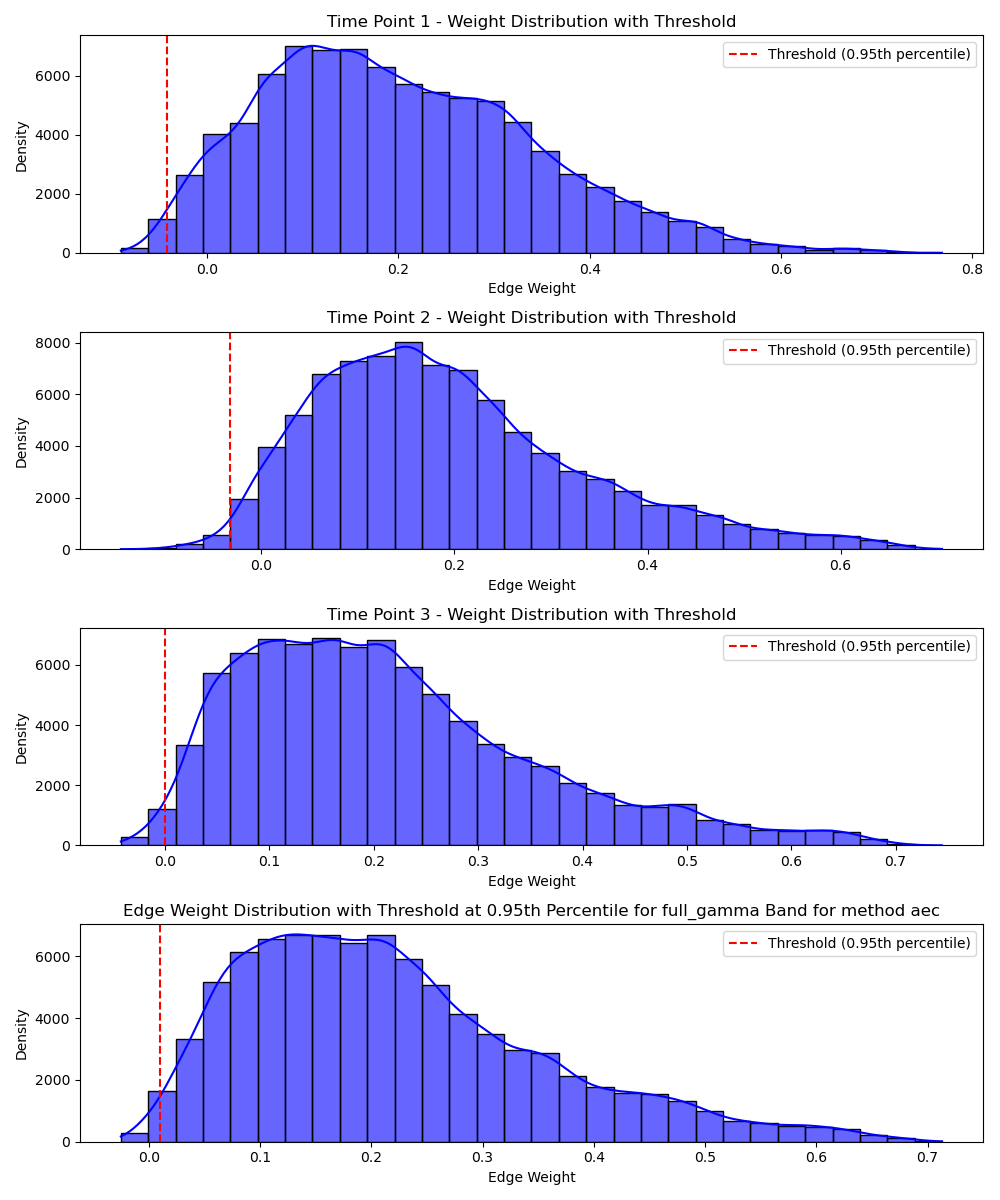 Time Point 1 - Weight Distribution with Threshold
Threshold (0.95th percentile)
6000
4000
2000
0
Density
0.0 0.2 0.4 0.6 0.8
Edge Weight
Time Point 2 - Weight Distribution with Threshold
Threshold (0.95th percentile)
8000
6000
4000
2000
0
Density
0.0 0.2 0.4 0.6
Edge Weight
Time Point 3 - Weight Distribution with Threshold
Threshold (0.95th percentile)
6000
4000
2000
0
Density
0.0 0.1 0.2 0.3 0.4 0.5 0.6 0.7
Edge Weight
Edge Weight Distribution with Threshold at 0.95th Percentile for full_gamma Band for method aec
Threshold (0.95th percentile)
6000
4000
2000
0
Density
0.0 0.1 0.2 0.3 0.4 0.5 0.6 0.7
Edge Weight